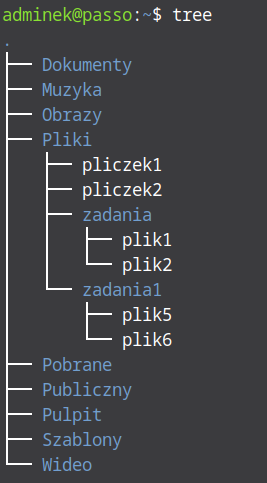 adminek@passo:~$ tree
.
├── Dokumenty
├── Muzyka
├── Obrazy
├── Pliki
│   ├── pliczek1
│   ├── pliczek2
│   ├── zadania
│   │   ├── plik1
│   │   └── plik2
│   └── zadania1
│       ├── plik5
│       └── plik6
├── Pobrane
├── Publiczny
├── Pulpit
├── Szablony
└── Wideo